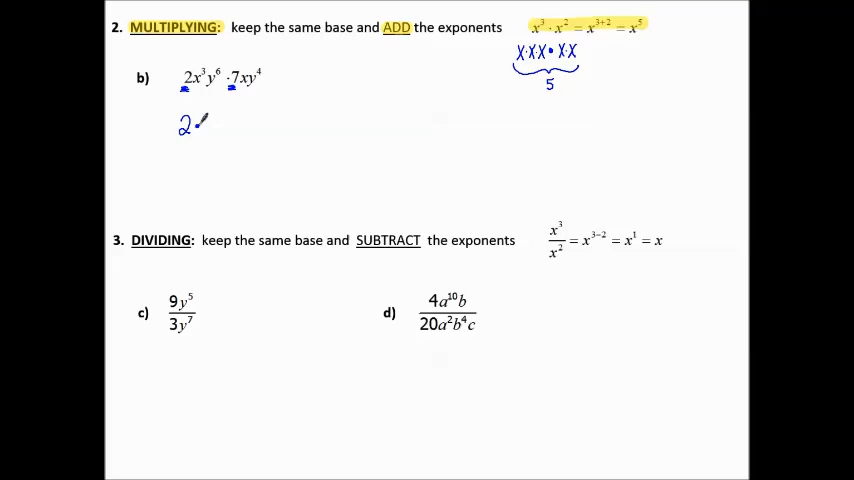 2. MULTIPLYING: keep the same base and ADD the exponents x³ · x² = x³⁺² = x⁵
x·x·x • x·x
5
b) 2x³y⁶ ·7xy⁴
2·
3. DIVIDING: keep the same base and SUBTRACT the exponents x³/x² = x³⁻² = x¹ = x
c) 9y⁵/3y⁷ d) 4a¹⁰b/20a²b⁴c